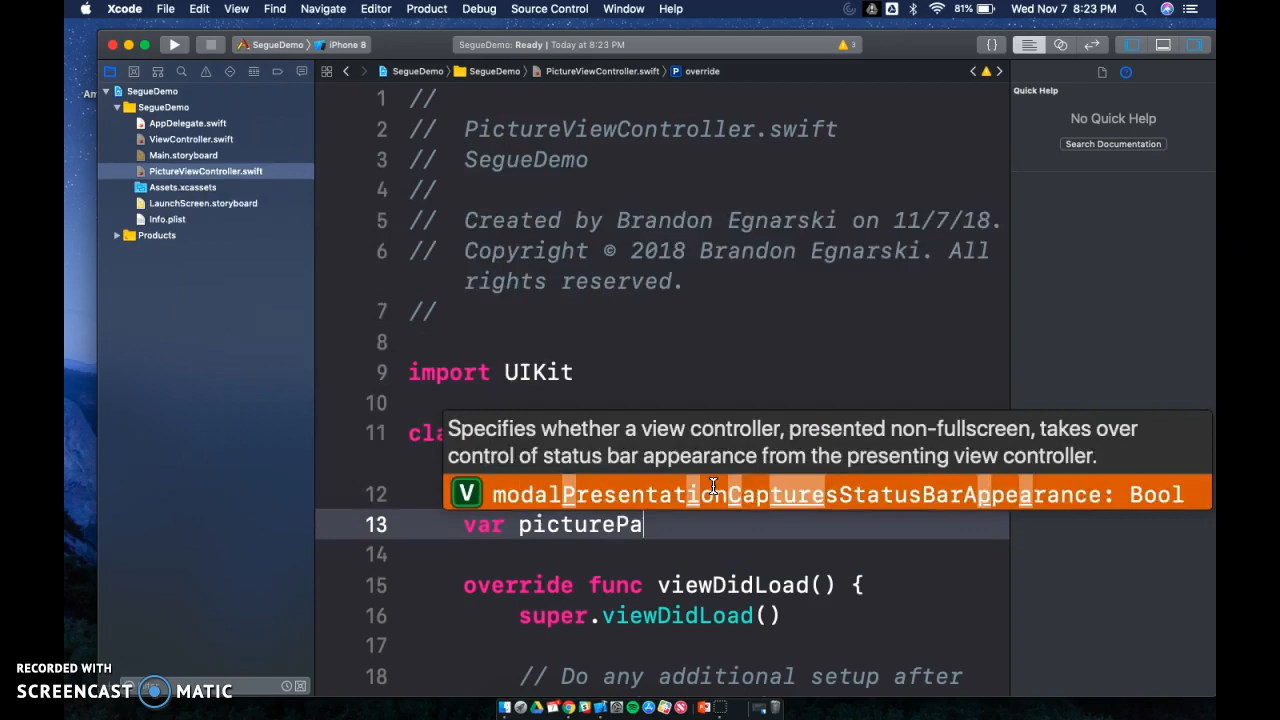 Xcode File Edit View Find Navigate Editor Product Debug Source Control Window Help 81% Wed Nov 7 8:23 PM
SegueDemo iPhone 8 SegueDemo: Ready | Today at 8:23 PM 3 {}
SegueDemo SegueDemo PictureViewController.swift P override
Am
SegueDemo
SegueDemo
AppDelegate.swift
ViewController.swift
Main.storyboard
PictureViewController.swift
Assets.xcassets
LaunchScreen.storyboard
Info.plist
Products
1 //
2 // PictureViewController.swift
3 // SegueDemo
4 //
5 // Created by Brandon Egnarski on 11/7/18.
6 // Copyright © 2018 Brandon Egnarski. All
rights reserved.
7 //
8
9 import UIKit
10
11 cla
Specifies whether a view controller, presented non-fullscreen, takes over
control of status bar appearance from the presenting view controller.
12 V modalPresentationCapturesStatusBarAppearance: Bool
13 var picturePa
14
15 override func viewDidLoad() {
16 super.viewDidLoad()
17
18 // Do any additional setup after
Quick Help
No Quick Help
Search Documentation
RECORDED WITH
SCREENCAST MATIC